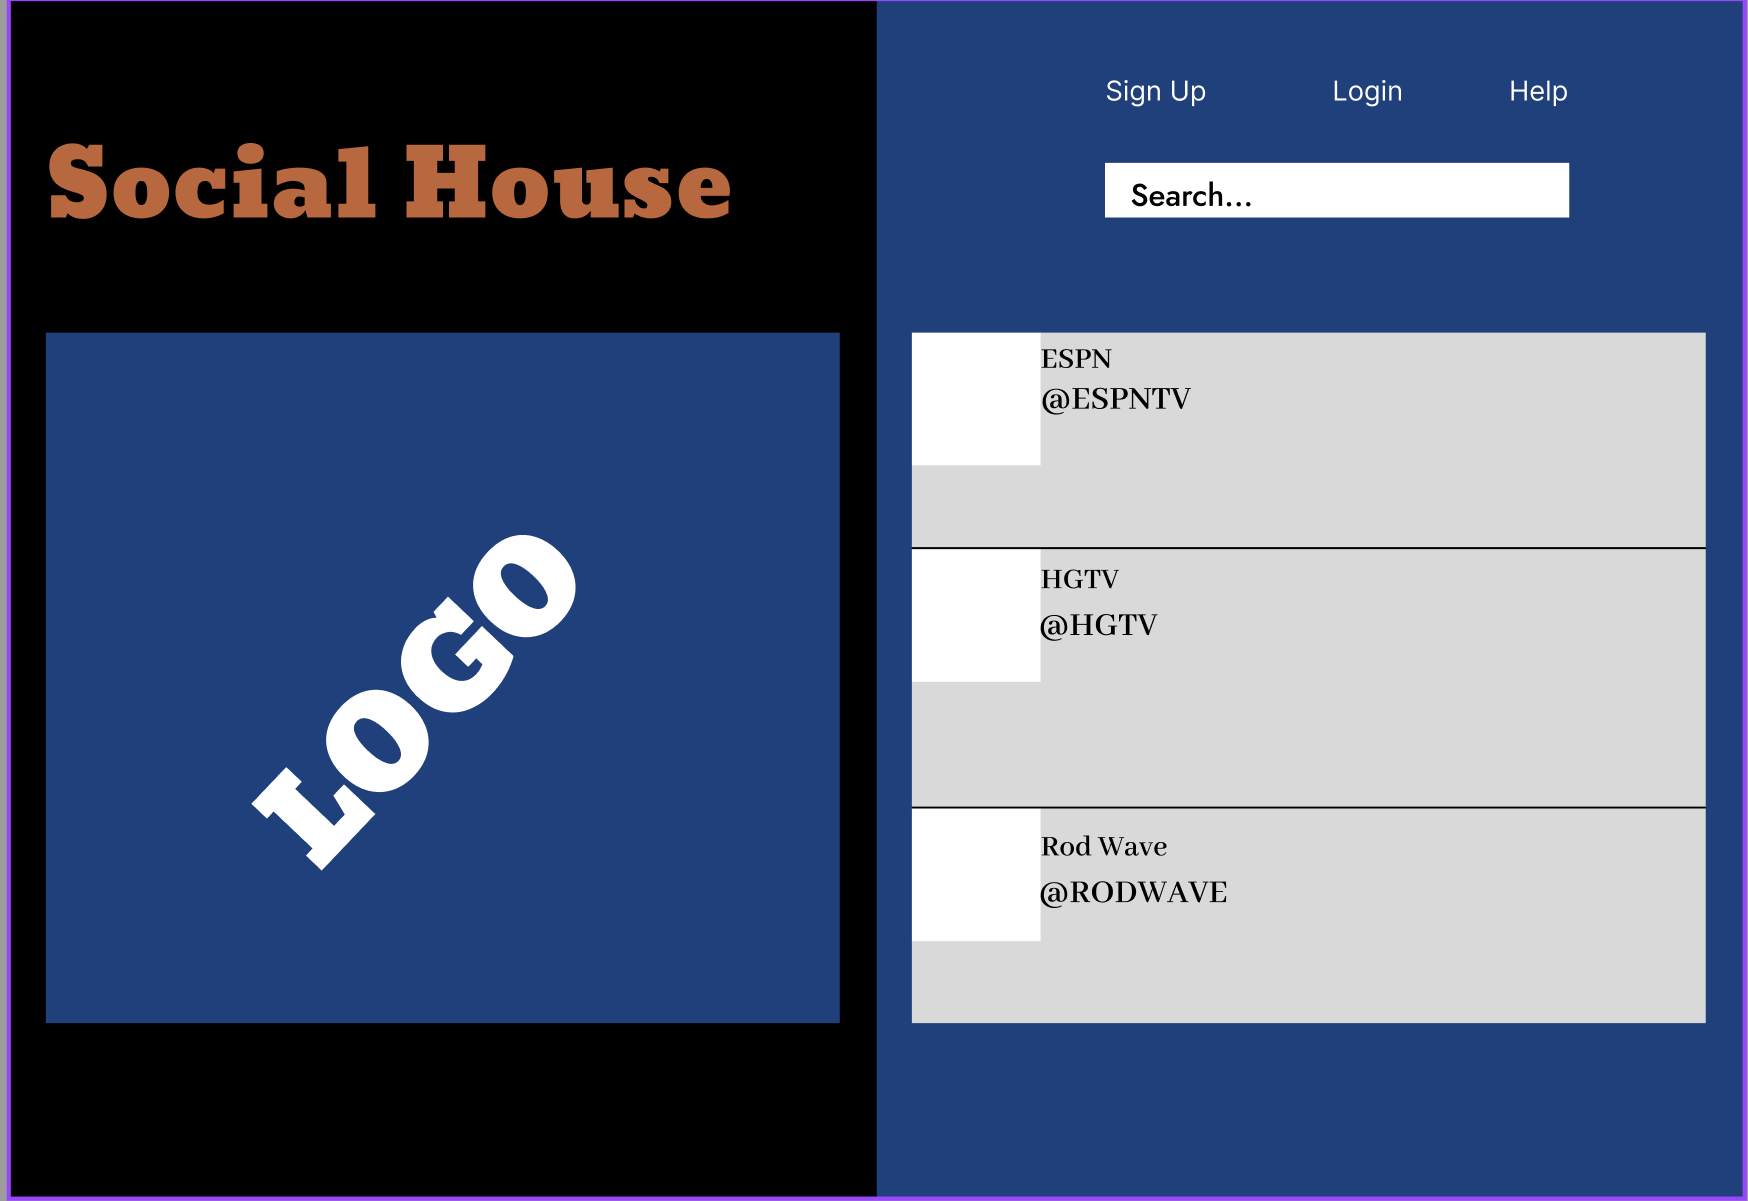 Social House
LOGO
Sign Up Login Help
Search...
ESPN
@ESPNTV
HGTV
@HGTV
Rod Wave
@RODWAVE